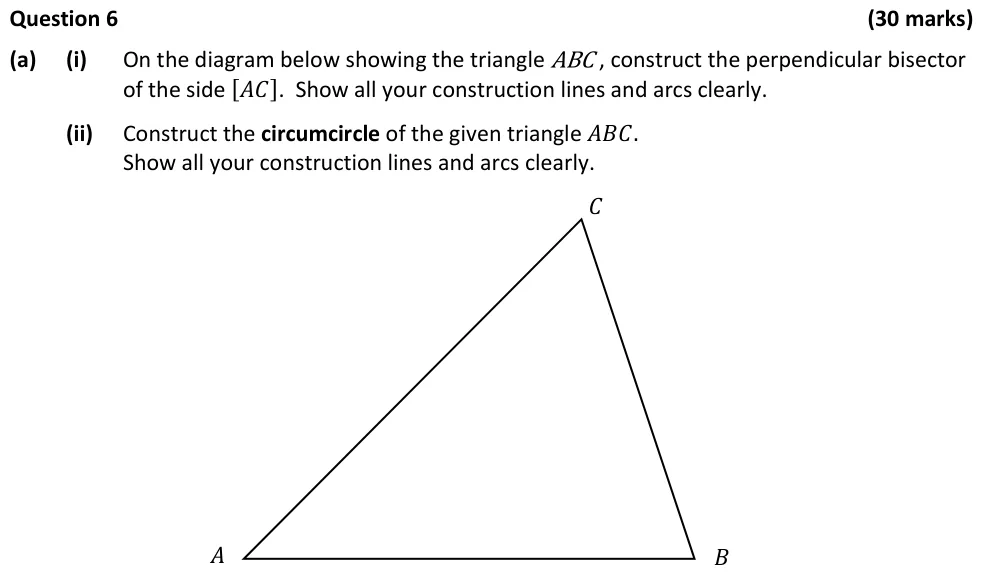 Question 6 (30 marks)
(a) (i) On the diagram below showing the triangle ABC, construct the perpendicular bisector
of the side [AC]. Show all your construction lines and arcs clearly.
(ii) Construct the circumcircle of the given triangle ABC.
Show all your construction lines and arcs clearly.
C
A B